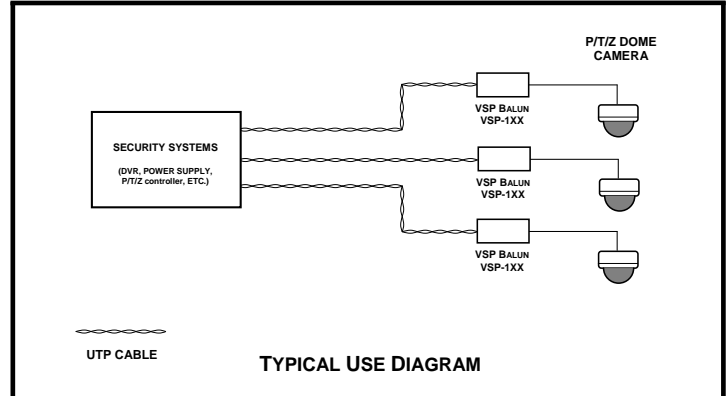 P/T/Z DOME
CAMERA
VSP BALUN
VSP-1XX
SECURITY SYSTEMS
(DVR, POWER SUPPLY,
P/T/Z controller, ETC.)
VSP BALUN
VSP-1XX
VSP BALUN
VSP-1XX
UTP CABLE
TYPICAL USE DIAGRAM